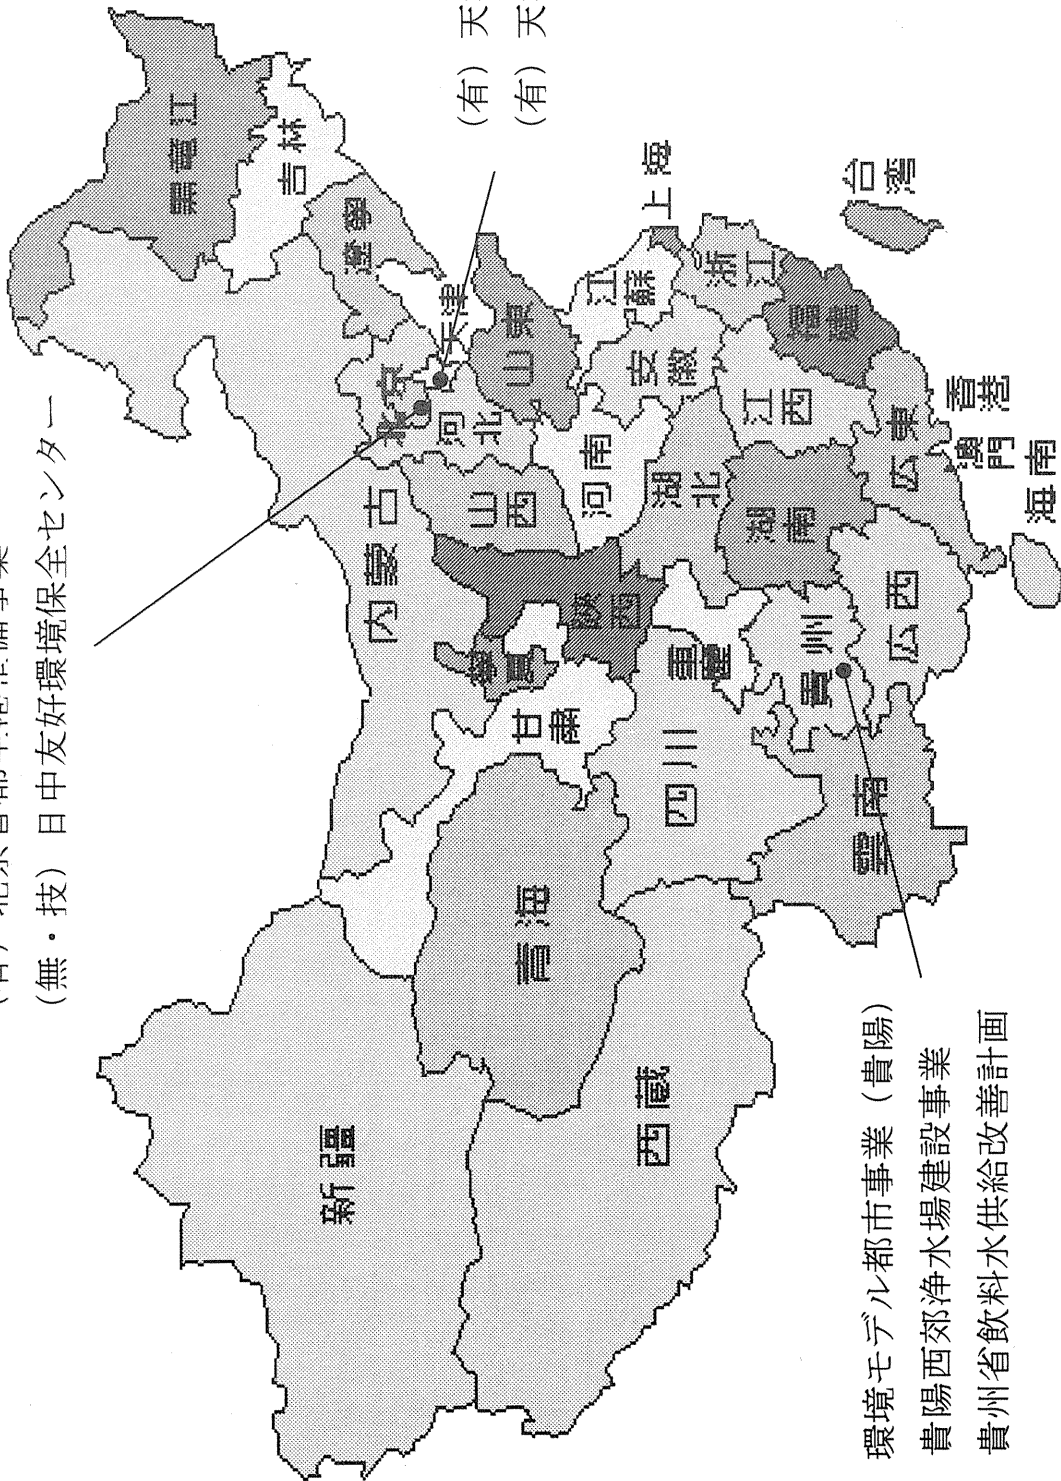 (無・技) 日中友好環境保全センター
(有) 天
(有) 天
黒竜江
吉林
遼寧
内蒙古
北京
天津
河北
山西
山東
新疆
甘粛
寧夏
陝西
河南
江蘇
上海
安徽
青海
西蔵
四川
重慶
湖北
浙江
湖南
江西
福建
貴州
雲南
広西
広東
台湾
香港
澳門
海南
環境モデル都市事業 (貴陽)
貴陽西郊浄水場建設事業
貴州省飲料水供給改善計画